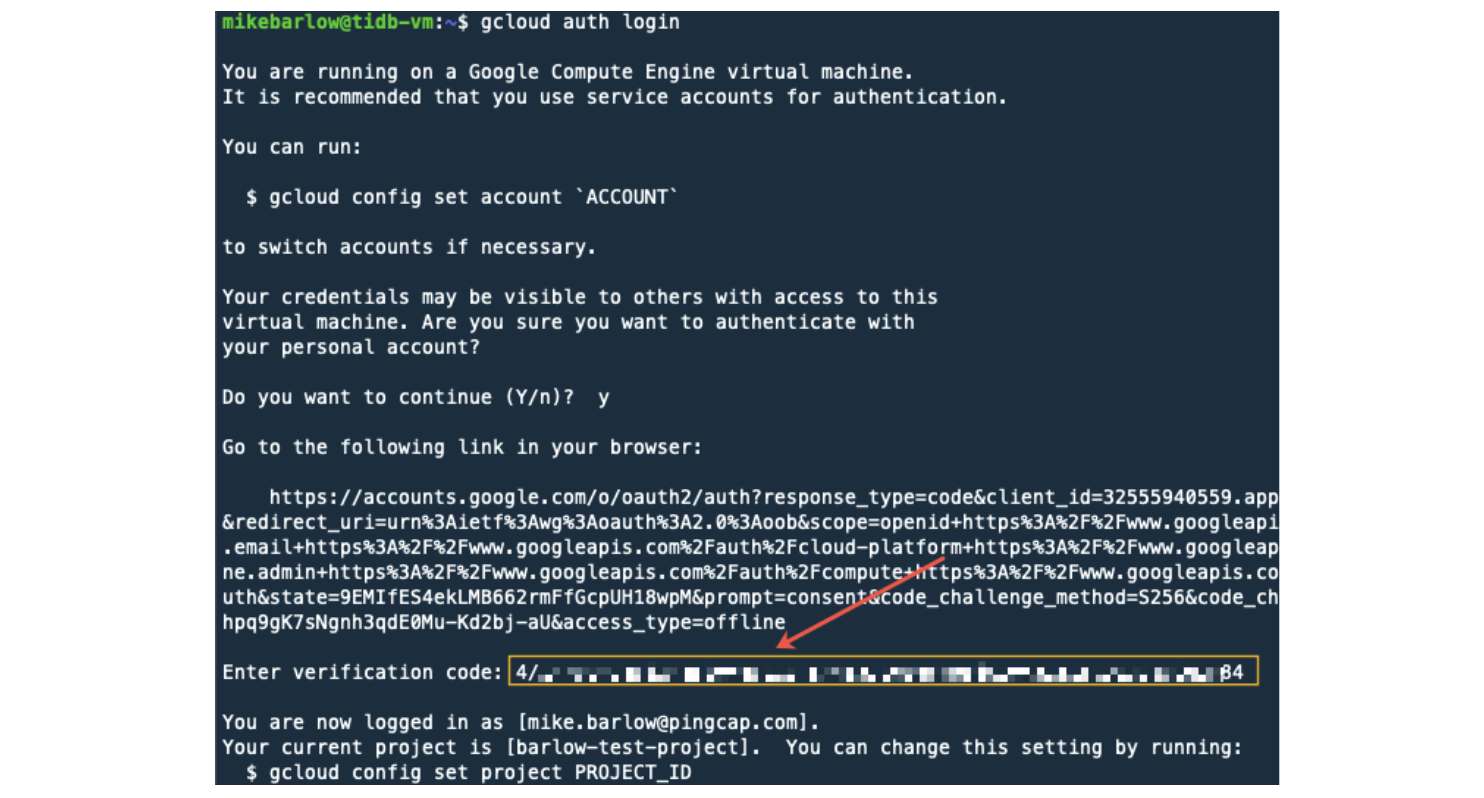 mikebarlow@tidb-vm:~$ gcloud auth login
You are running on a Google Compute Engine virtual machine.
It is recommended that you use service accounts for authentication.
You can run:
$ gcloud config set account `ACCOUNT`
to switch accounts if necessary.
Your credentials may be visible to others with access to this
virtual machine. Are you sure you want to authenticate with
your personal account?
Do you want to continue (Y/n)?  y
Go to the following link in your browser:
https://accounts.google.com/o/oauth2/auth?response_type=code&client_id=32555940559.app
&redirect_uri=urn%3Aietf%3Awg%3Aoauth%3A2.0%3Aoob&scope=openid+https%3A%2F%2Fwww.googleapi
.email+https%3A%2F%2Fwww.googleapis.com%2Fauth%2Fcloud-platform+https%3A%2F%2Fwww.googleap
ne.admin+https%3A%2F%2Fwww.googleapis.com%2Fauth%2Fcompute+https%3A%2F%2Fwww.googleapis.co
uth&state=9EMIfES4ekLMB662rmFfGcpUH18wpM&prompt=consent&code_challenge_method=S256&code_ch
hpq9gK7sNgnh3qdE0Mu-Kd2bj-aU&access_type=offline
Enter verification code: 4/ 84
You are now logged in as [mike.barlow@pingcap.com].
Your current project is [barlow-test-project].  You can change this setting by running:
$ gcloud config set project PROJECT_ID